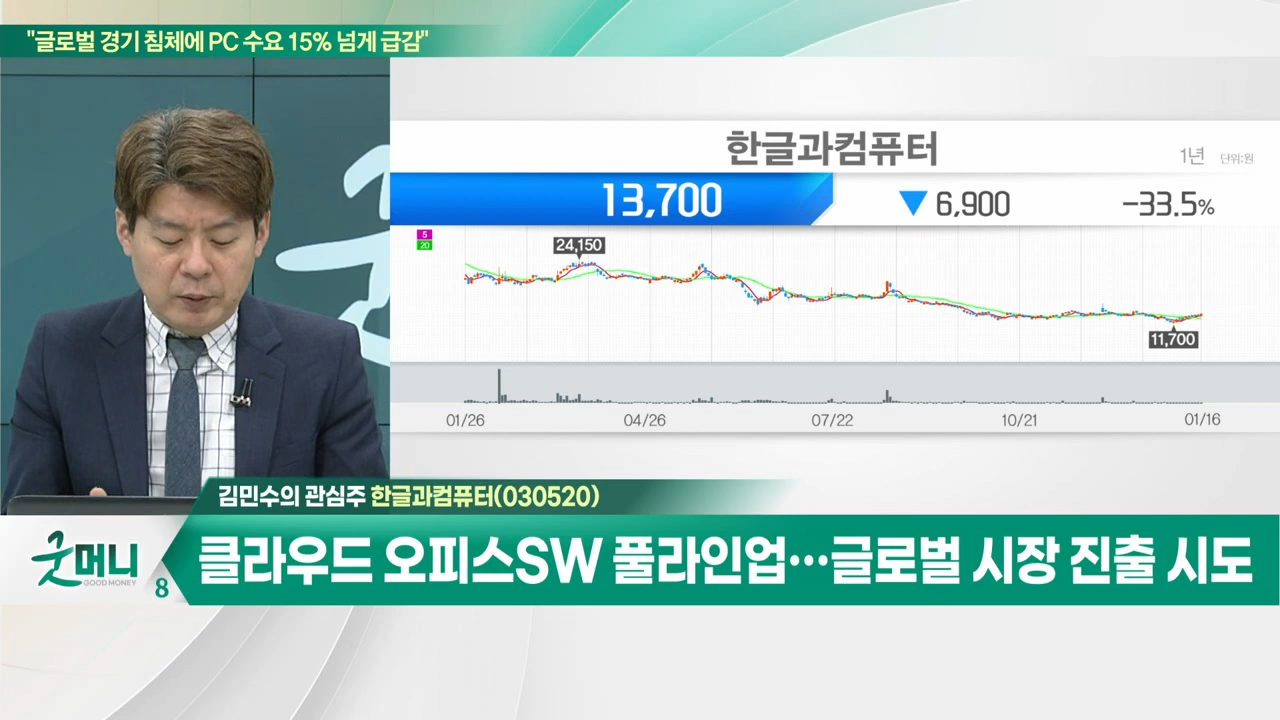 "글로벌 경기 침체에 PC 수요 15% 넘게 급감"
한글과컴퓨터
1년 단위:원
13,700 ▼ 6,900 -33.5%
5
20
24,150
11,700
01/26 04/26 07/22 10/21 01/16
김민수의 관심주 한글과컴퓨터(030520)
굿머니
GOOD MONEY
8
클라우드 오피스SW 풀라인업…글로벌 시장 진출 시도